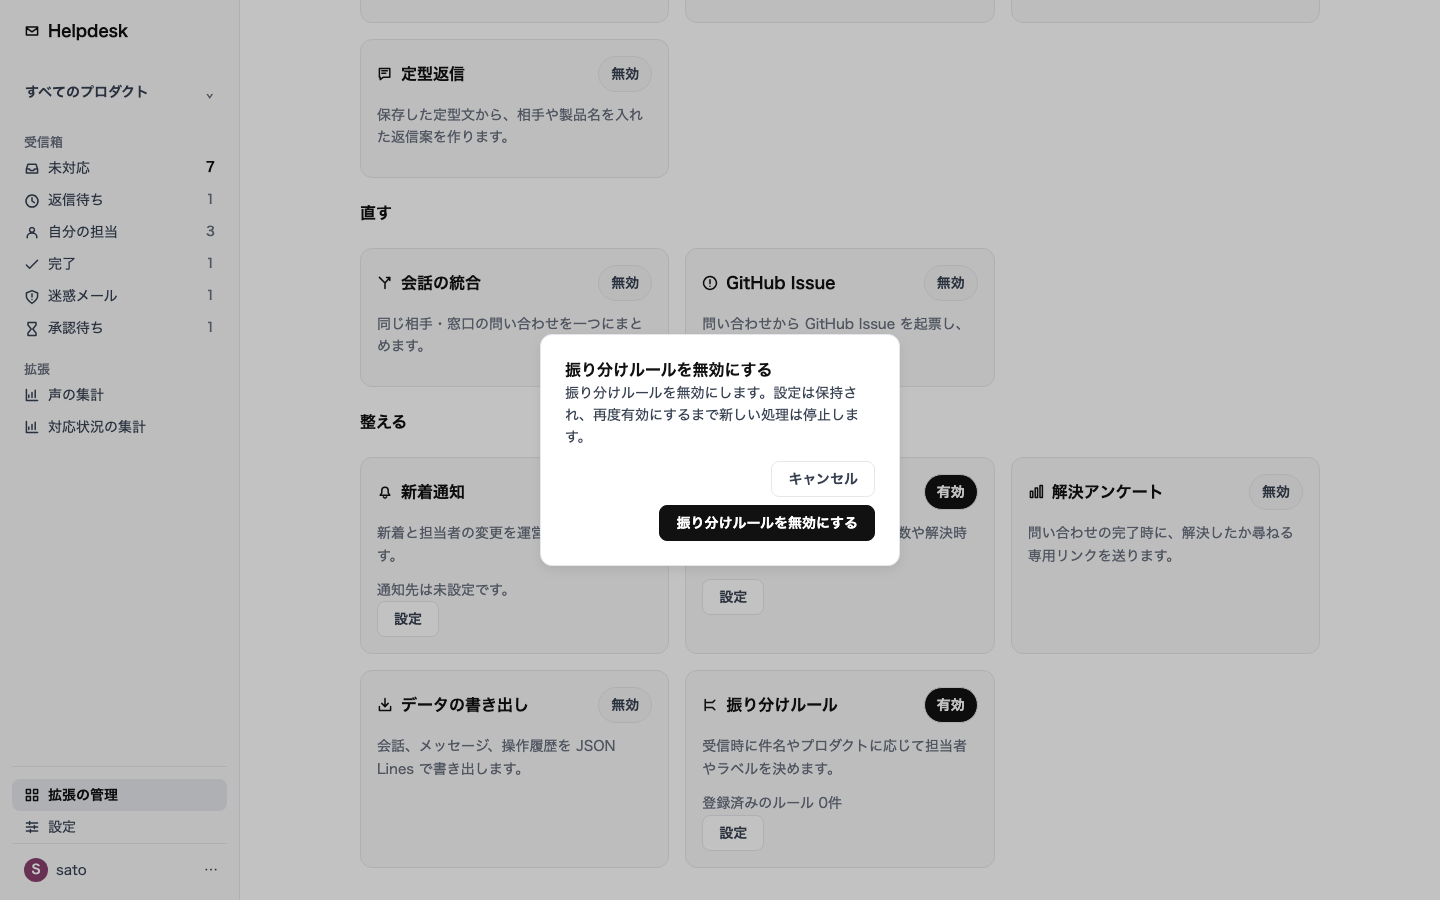 Helpdesk
すべてのプロダクト
受信箱
未対応 7
返信待ち 1
自分の担当 3
完了 1
迷惑メール 1
承認待ち 1
拡張
声の集計
対応状況の集計
拡張の管理
設定
S sato …
定型返信 無効
保存した定型文から、相手や製品名を入れ
た返信案を作ります。
直す
会話の統合 無効
同じ相手・窓口の問い合わせを一つにまと
めます。
GitHub Issue 無効
問い合わせから GitHub Issue を起票し、
整える
新着通知
新着と担当者の変更を運営
す。
通知先は未設定です。
設定
有効
数や解決時
設定
解決アンケート 無効
問い合わせの完了時に、解決したか尋ねる
専用リンクを送ります。
データの書き出し 無効
会話、メッセージ、操作履歴を JSON
Lines で書き出します。
振り分けルール 有効
受信時に件名やプロダクトに応じて担当者
やラベルを決めます。
登録済みのルール 0件
設定
振り分けルールを無効にする
振り分けルールを無効にします。設定は保持さ
れ、再度有効にするまで新しい処理は停止しま
す。
キャンセル
振り分けルールを無効にする